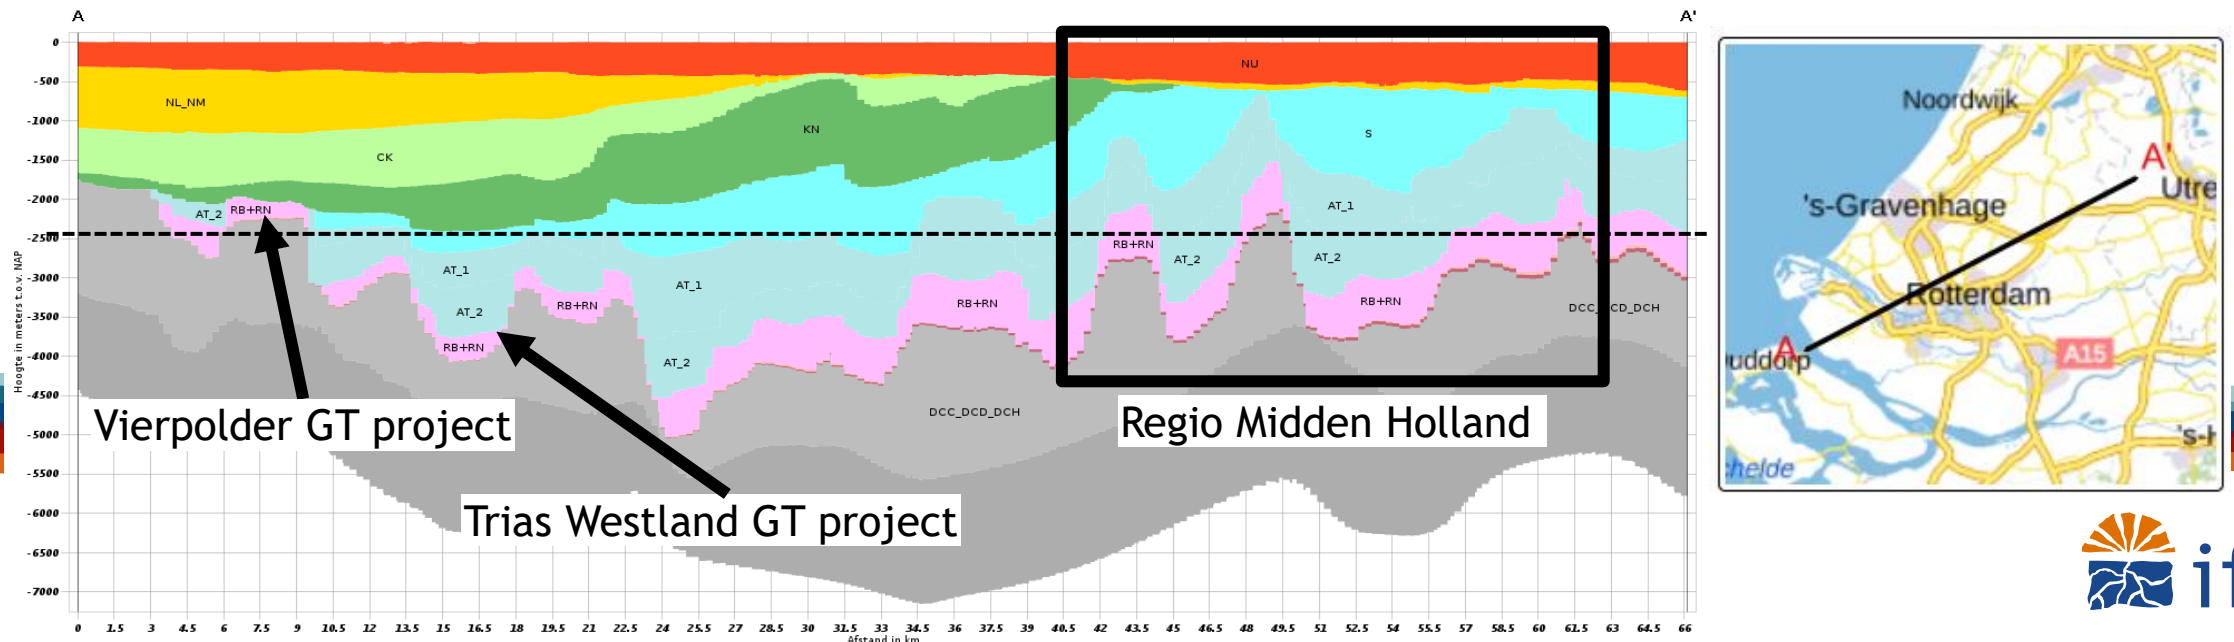 A
A'
0
-500
-1000
-1500
-2000
-2500
-3000
-3500
-4000
-4500
-5000
-5500
-6000
-6500
-7000
Hoogte in meters t.o.v. NAP
NU
NL_NM
CK
KN
S
AT_2
RB+RN
AT_1
AT_2
RB+RN
RB+RN
AT_1
AT_2
RB+RN
RB+RN
AT_2
AT_1
AT_2
RB+RN
DCC_DCD_DCH
DCC_ CD_DCH
Vierpolder GT project
Trias Westland GT project
Regio Midden Holland
0 1.5 3 4.5 6 7.5 9 10.5 12 13.5 15 16.5 18 19.5 21 22.5 24 25.5 27 28.5 30 31.5 33 34.5 36 37.5 39 40.5 42 43.5 45 46.5 48 49.5 51 52.5 54 55.5 57 58.5 60 61.5 63 64.5 66
Afstand in km
Noordwijk
A'
Utre
's-Gravenhage
Rotterdam
A
uddorp
A15
's-H
helde
if